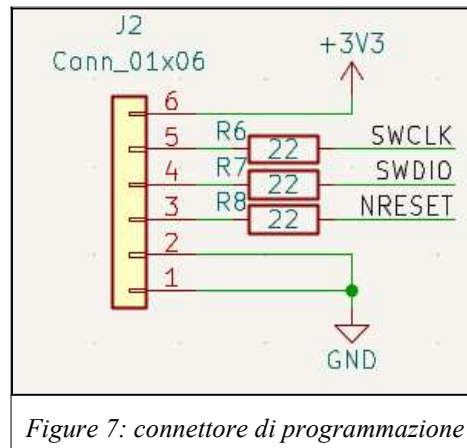 J2
Conn_01x06
+3V3
6
5 R6 22 SWCLK
4 R7 22 SWDIO
3 R8 22 NRESET
2
1
GND
Figure 7: connettore di programmazione